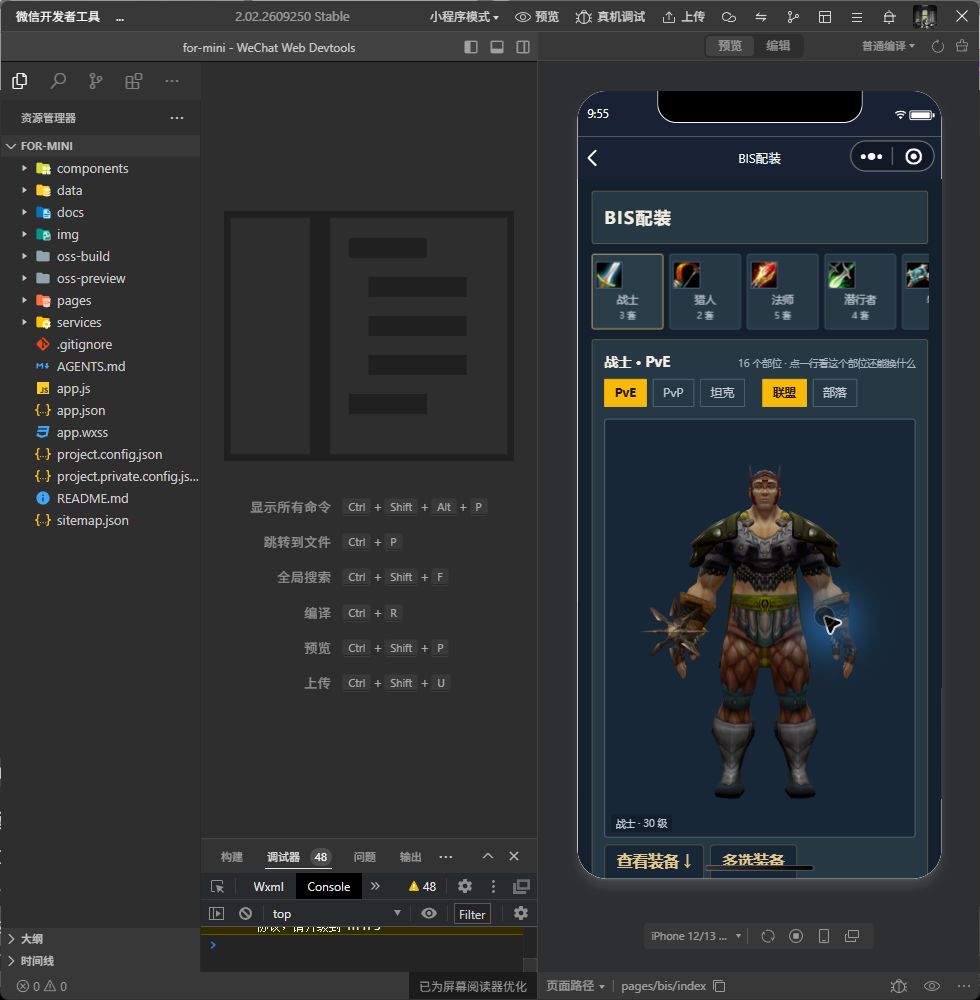 微信开发者工具 ... 2.02.2609250 Stable 小程序模式 预览 真机调试 上传
for-mini - WeChat Web Devtools
预览 编辑 普通编译
资源管理器
FOR-MINI
components
data
docs
img
oss-build
oss-preview
pages
services
.gitignore
AGENTS.md
app.js
app.json
app.wxss
project.config.json
project.private.config.js...
README.md
sitemap.json
大纲
时间线
0 0
显示所有命令 Ctrl + Shift + Alt + P
跳转到文件 Ctrl + P
全局搜索 Ctrl + Shift + F
编译 Ctrl + R
预览 Ctrl + Shift + P
上传 Ctrl + Shift + U
构建 调试器 48 问题 输出 ...
Wxml Console » 48
top Filter
已为屏幕阅读器优化
9:55
BIS配装
BIS配装
战士 猎人 法师 潜行者
3 套 2 套 5 套 4 套
战士 • PvE 16 个部位 · 点一行看这个部位还能换什么
PvE PvP 坦克 联盟 部落
战士 · 30 级
查看装备↓ 多选装备
iPhone 12/13 ...
页面路径 pages/bis/index